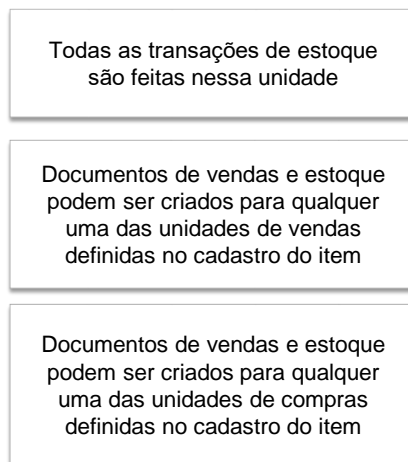 Todas as transações de estoque
são feitas nessa unidade
Documentos de vendas e estoque
podem ser criados para qualquer
uma das unidades de vendas
definidas no cadastro do item
Documentos de vendas e estoque
podem ser criados para qualquer
uma das unidades de compras
definidas no cadastro do item